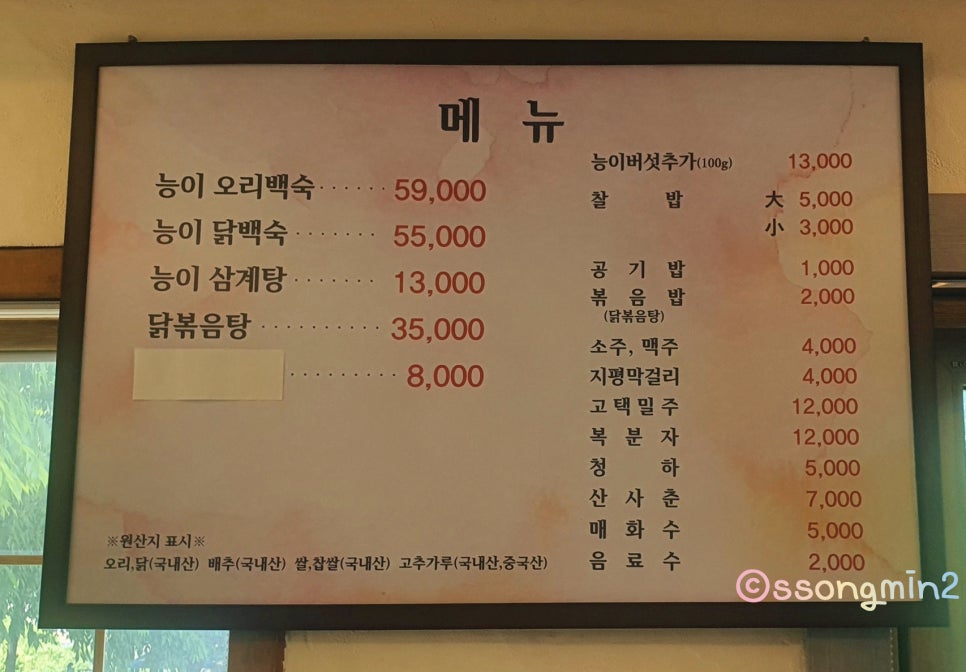 메 뉴
능이 오리백숙 ······ 59,000
능이 닭백숙 ········ 55,000
능이 삼계탕 ········ 13,000
닭볶음탕 ··········· 35,000
·········· 8,000
※원산지 표시※
오리,닭(국내산) 배추(국내산) 쌀,찹쌀(국내산) 고추가루(국내산,중국산)
능이버섯추가(100g) 13,000
찰 밥 大 5,000
小 3,000
공 기 밥 1,000
볶 음 밥 2,000
(닭볶음탕)
소주, 맥주 4,000
지평막걸리 4,000
고택밀주 12,000
복 분 자 12,000
청 하 5,000
산 사 춘 7,000
매 화 수 5,000
음 료 수 2,000
©ssongmin2